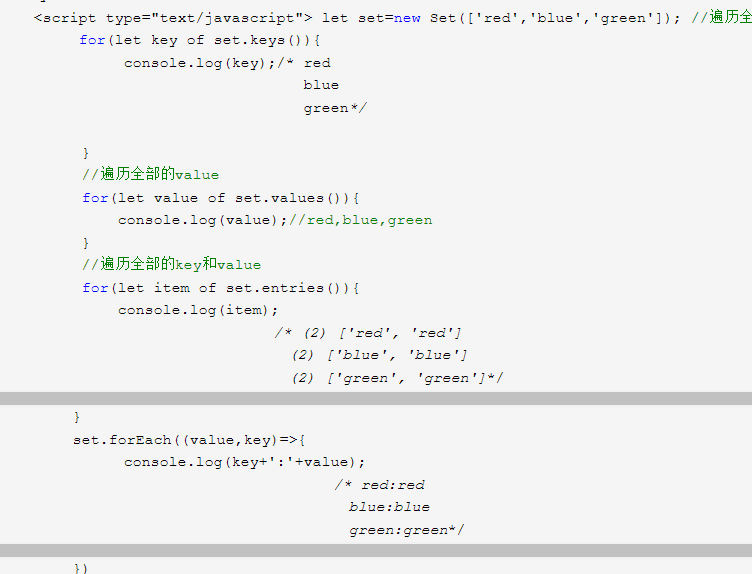 <script type="text/javascript"> let set=new Set(['red','blue','green']); //遍历全
for(let key of set.keys()){
console.log(key);/* red
blue
green*/
}
//遍历全部的value
for(let value of set.values()){
console.log(value);//red,blue,green
}
//遍历全部的key和value
for(let item of set.entries()){
console.log(item);
/* (2) ['red', 'red']
(2) ['blue', 'blue']
(2) ['green', 'green']*/
}
set.forEach((value,key)=>{
console.log(key+':'+value);
/* red:red
blue:blue
green:green*/
})